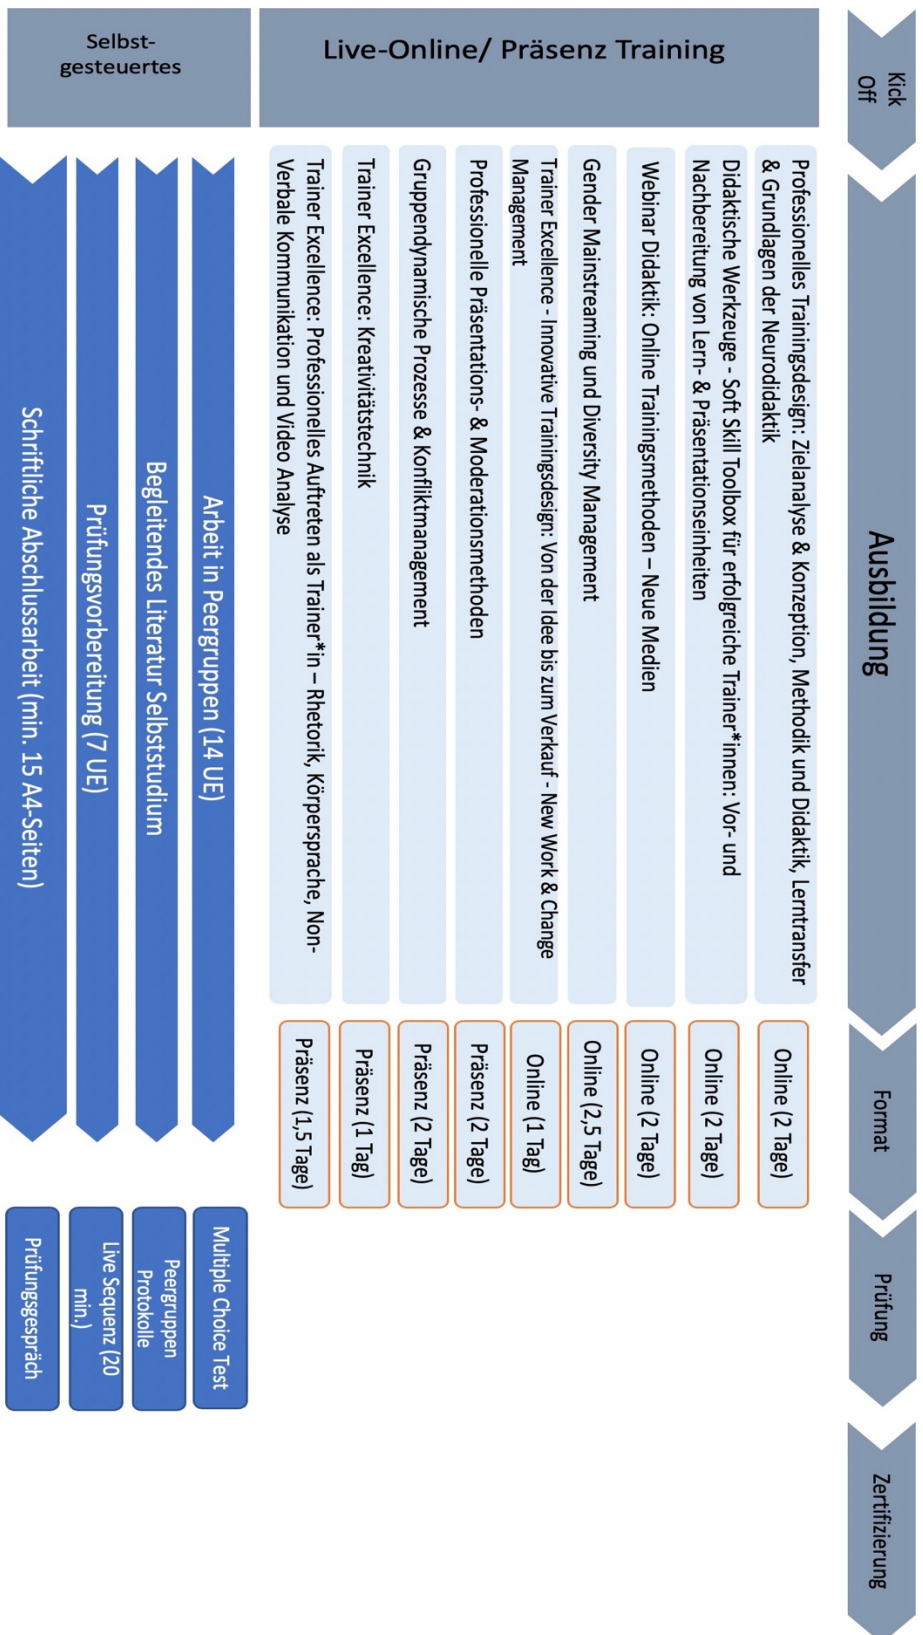 Kick
Off
Ausbildung
Format
Prüfung
Zertifizierung
Live-Online/ Präsenz Training
Professionelles Trainingsdesign: Zielanalyse & Konzeption, Methodik und Didaktik, Lerntransfer
& Grundlagen der Neurodidaktik
Online (2 Tage)
Didaktische Werkzeuge - Soft Skill Toolbox für erfolgreiche Trainer*innen: Vor- und
Nachbereitung von Lern- & Präsentationseinheiten
Online (2 Tage)
Webinar Didaktik: Online Trainingsmethoden – Neue Medien
Online (2 Tage)
Gender Mainstreaming und Diversity Management
Online (2,5 Tage)
Trainer Excellence - Innovative Trainingsdesign: Von der Idee bis zum Verkauf - New Work & Change
Management
Online (1 Tag)
Professionelle Präsentations- & Moderationsmethoden
Präsenz (2 Tage)
Gruppendynamische Prozesse & Konfliktmanagement
Präsenz (2 Tage)
Trainer Excellence: Kreativitätstechnik
Präsenz (1 Tag)
Trainer Excellence: Professionelles Auftreten als Trainer*in – Rhetorik, Körpersprache, Non-
Verbale Kommunikation und Video Analyse
Präsenz (1,5 Tage)
Selbst-
gesteuertes
Arbeit in Peergruppen (14 UE)
Multiple Choice Test
Begleitendes Literatur Selbststudium
Peergruppen
Protokolle
Prüfungsvorbereitung (7 UE)
Live Sequenz (20
min.)
Schriftliche Abschlussarbeit (min. 15 A4-Seiten)
Prüfungsgespräch